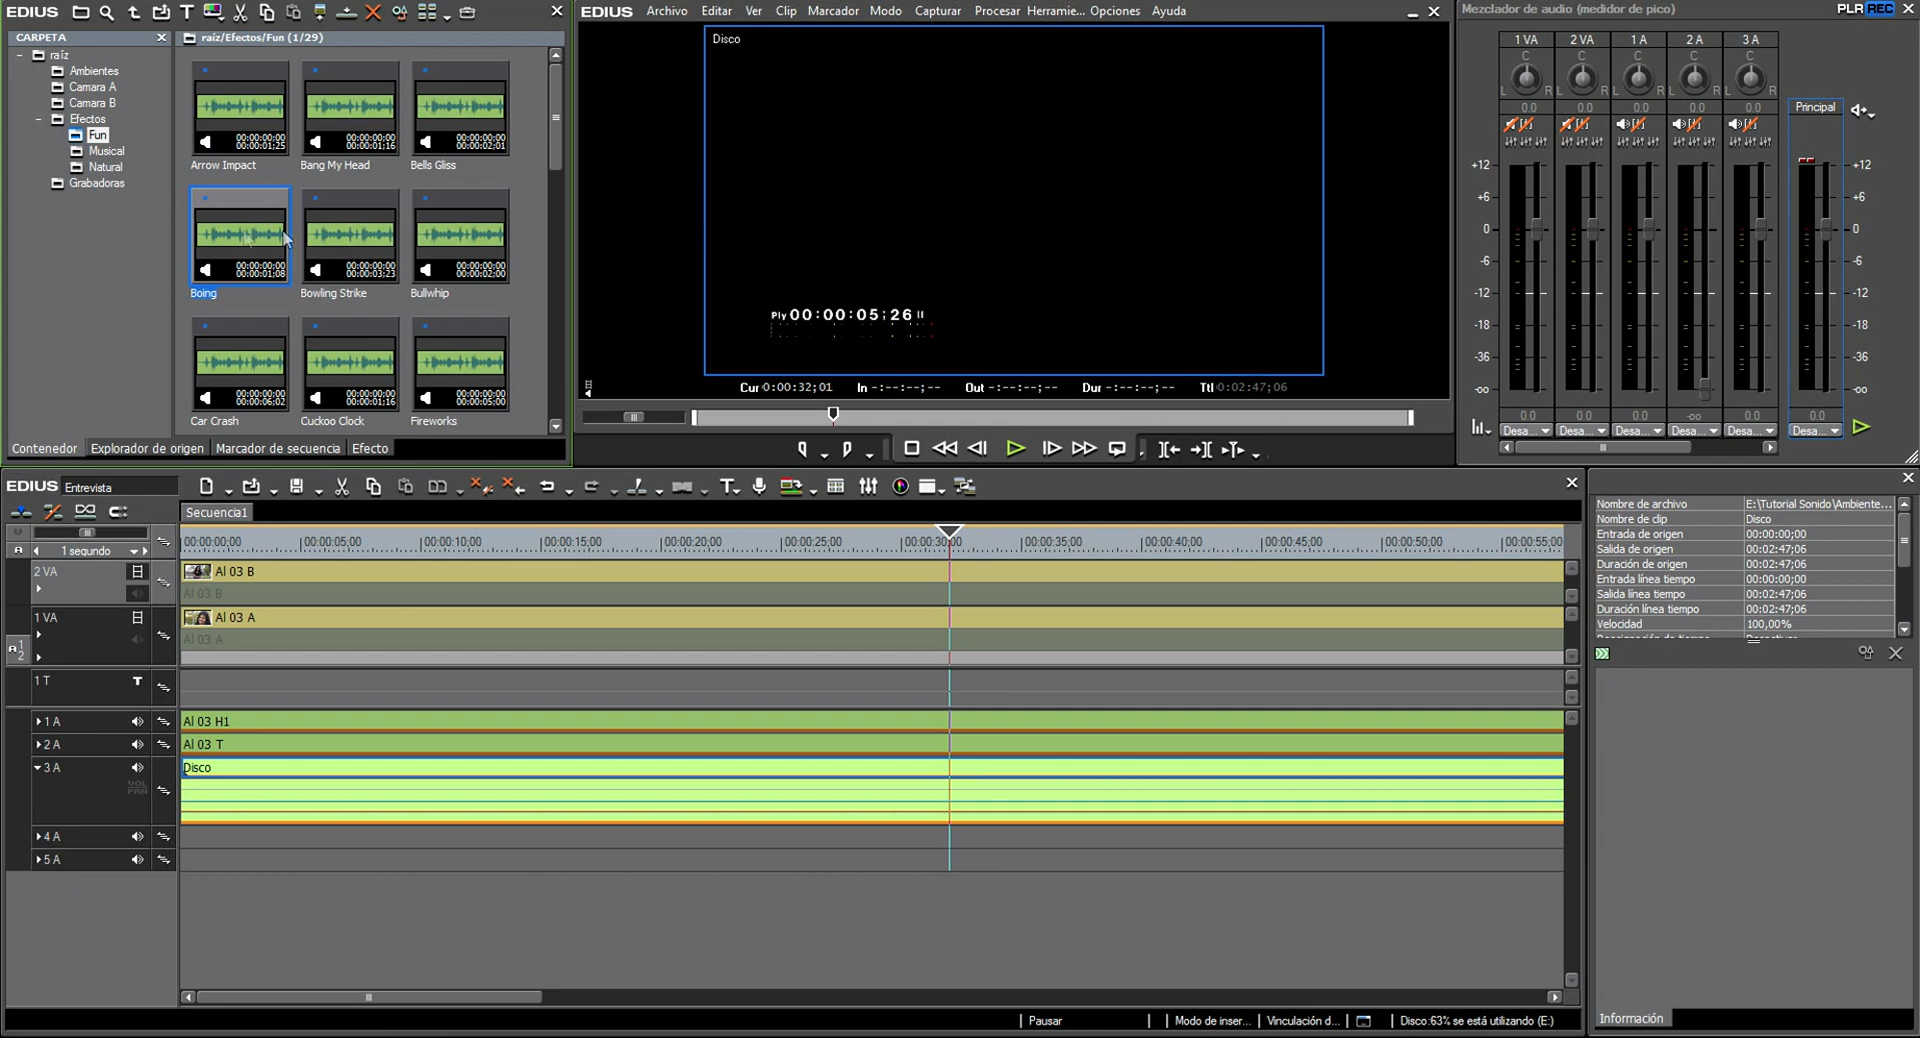 EDIUS
CARPETA
raíz
Ambientes
Camara A
Camara B
Efectos
Fun
Musical
Natural
Grabadoras
raíz/Efectos/Fun (1/29)
00:00:00;00 00:00:00;00 00:00:00;00
00:00:01;25 00:00:01;16 00:00:02;01
Arrow Impact Bang My Head Bells Gliss
00:00:00;00 00:00:00;00 00:00:00;00
00:00:01;08 00:00:03;23 00:00:02;00
Boing Bowling Strike Bullwhip
00:00:00;00 00:00:00;00 00:00:00;00
00:00:06;02 00:00:01;16 00:00:05;00
Car Crash Cuckoo Clock Fireworks
Contenedor Explorador de origen Marcador de secuencia Efecto
EDIUS Archivo Editar Ver Clip Marcador Modo Capturar Procesar Herramie... Opciones Ayuda
Disco
Ply 00:00:05;26
Cur 0:00:32;01 In -:--:--;-- Out -:--:--;-- Dur -:--:--;-- Ttl 0:02:47;06
Mezclador de audio (medidor de pico) PLR REC
1 VA 2 VA 1 A 2 A 3 A
C C C C C
L R L R L R L R L R
0.0 0.0 0.0 0.0 0.0
Principal
+12 +12
+6 +6
0 0
-6 -6
-12 -12
-18 -18
-36 -36
-∞ -∞
0.0 0.0 0.0 -∞ 0.0 0.0
Desa... Desa... Desa... Desa... Desa... Desa...
EDIUS Entrevista
Secuencia1
1 segundo
00:00:00;00 00:00:05;00 00:00:10;00 00:00:15;00 00:00:20;00 00:00:25;00 00:00:30;00 00:00:35;00 00:00:40;00 00:00:45;00 00:00:50;00 00:00:55;00
2 VA Al 03 B
Al 03 B
1 VA Al 03 A
Al 03 A
A 1
2
1 T T
1 A Al 03 H1
2 A Al 03 T
3 A Disco
VOL
PAN
4 A
5 A
Pausar Modo de inser... Vinculación d... Disco:63% se está utilizando (E:)
Nombre de archivo E:\Tutorial Sonido\Ambiente...
Nombre de clip Disco
Entrada de origen 00:00:00;00
Salida de origen 00:02:47;06
Duración de origen 00:02:47;06
Entrada línea tiempo 00:00:00;00
Salida línea tiempo 00:02:47;06
Duración línea tiempo 00:02:47;06
Velocidad 100,00%
Información